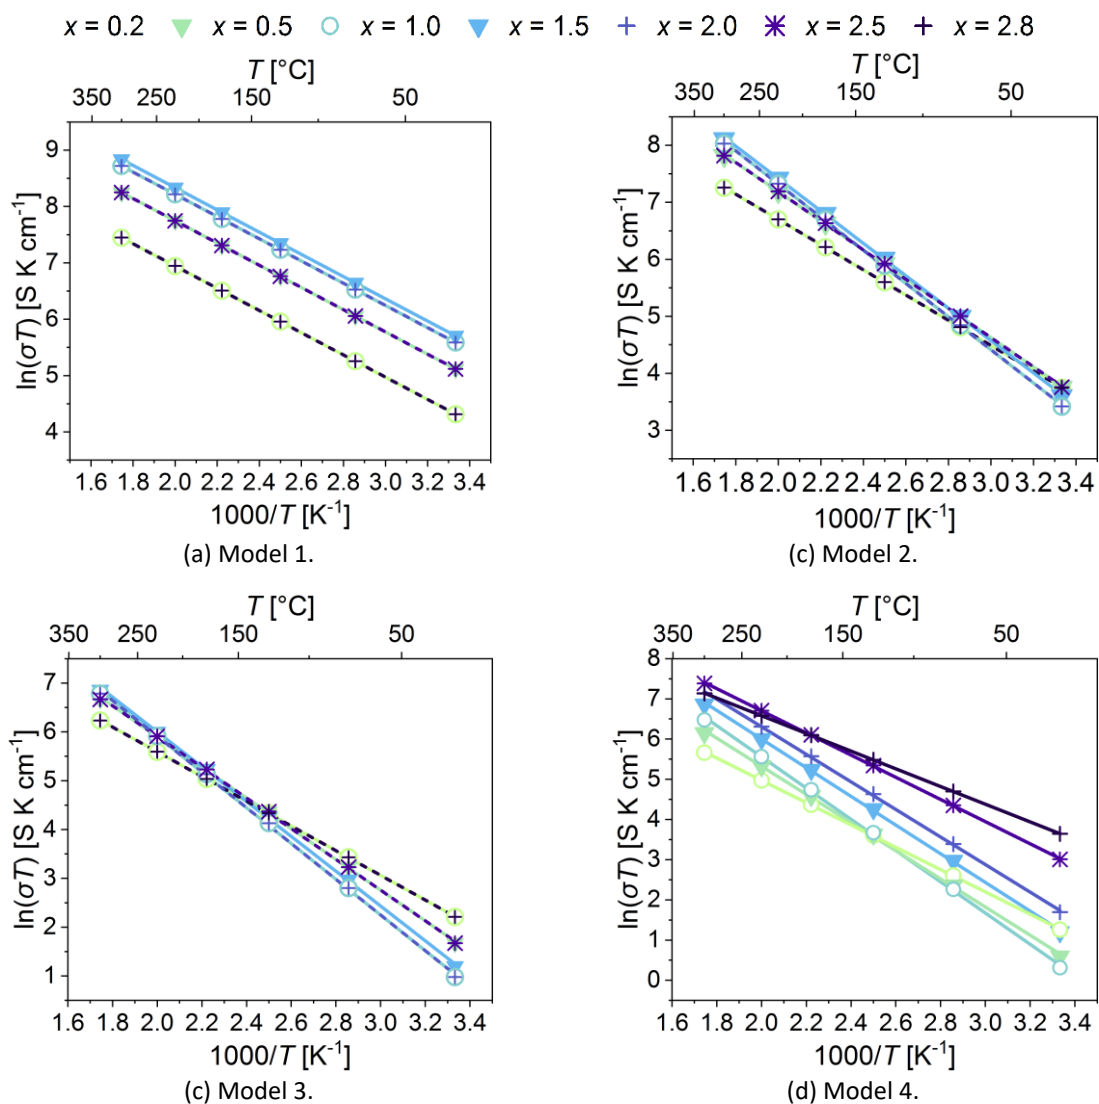 x = 0.2 x = 0.5 x = 1.0 x = 1.5 x = 2.0 x = 2.5 x = 2.8
T [°C]
350 250 150 50
ln(σT) [S K cm⁻¹]
9
8
7
6
5
4
1.6 1.8 2.0 2.2 2.4 2.6 2.8 3.0 3.2 3.4
1000/T [K⁻¹]
(a) Model 1.
T [°C]
350 250 150 50
ln(σT) [S K cm⁻¹]
8
7
6
5
4
3
1.6 1.8 2.0 2.2 2.4 2.6 2.8 3.0 3.2 3.4
1000/T [K⁻¹]
(c) Model 2.
T [°C]
350 250 150 50
ln(σT) [S K cm⁻¹]
7
6
5
4
3
2
1
1.6 1.8 2.0 2.2 2.4 2.6 2.8 3.0 3.2 3.4
1000/T [K⁻¹]
(c) Model 3.
T [°C]
350 250 150 50
ln(σT) [S K cm⁻¹]
8
7
6
5
4
3
2
1
0
1.6 1.8 2.0 2.2 2.4 2.6 2.8 3.0 3.2 3.4
1000/T [K⁻¹]
(d) Model 4.